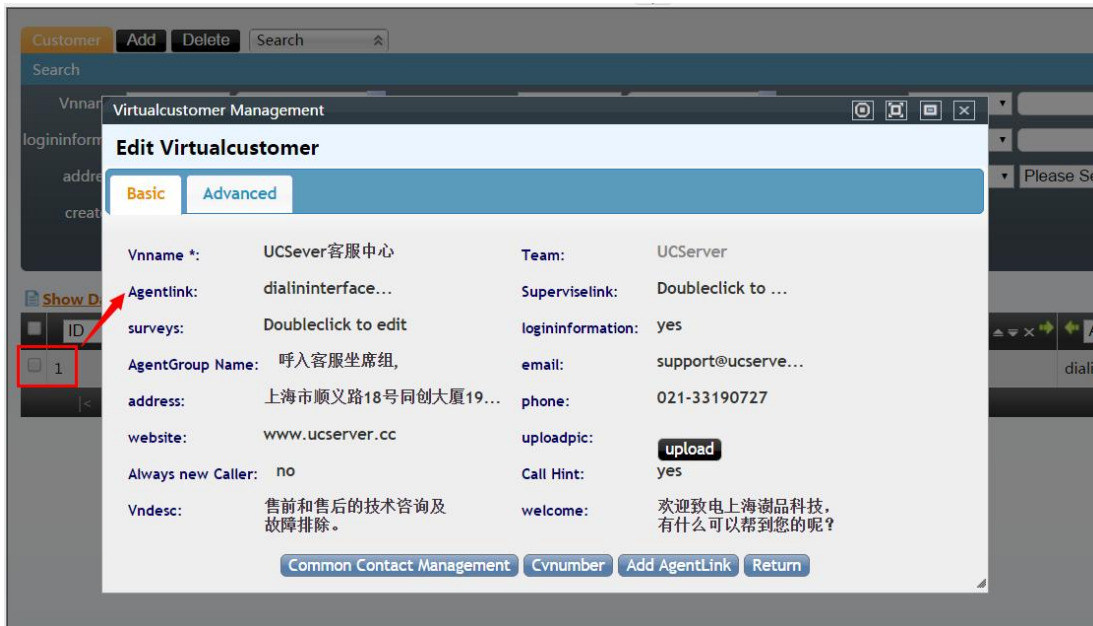 Customer Add Delete Search
Search
Vnnar
logininform
addre
Please Se
creat
Show D
ID
1
diali
Virtualcustomer Management
Edit Virtualcustomer
Basic Advanced
Vnname *: UCSever客服中心 Team: UCServer
Agentlink: dialininterface... Superviselink: Doubleclick to ...
surveys: Doubleclick to edit logininformation: yes
AgentGroup Name: 呼入客服坐席组, email: support@ucserve...
address: 上海市顺义路18号同创大厦19... phone: 021-33190727
website: www.ucserver.cc uploadpic: upload
Always new Caller: no Call Hint: yes
Vndesc: 售前和售后的技术咨询及 welcome: 欢迎致电上海澍品科技,
故障排除。 有什么可以帮到您的呢?
Common Contact Management Cvnumber Add AgentLink Return